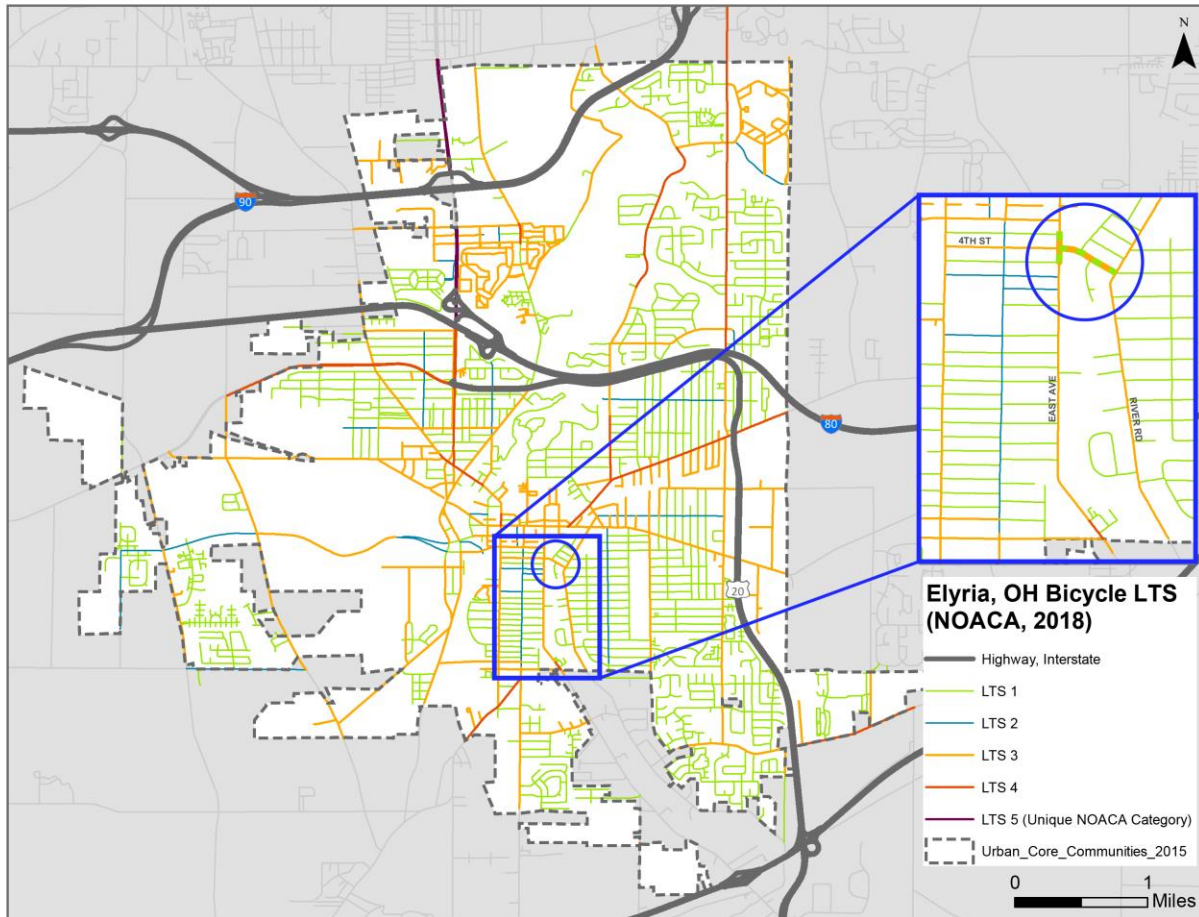 N
90
4TH ST
EAST AVE
RIVER RD
80
20
Elyria, OH Bicycle LTS
(NOACA, 2018)
Highway, Interstate
LTS 1
LTS 2
LTS 3
LTS 4
LTS 5 (Unique NOACA Category)
Urban_Core_Communities_2015
0 1
Miles